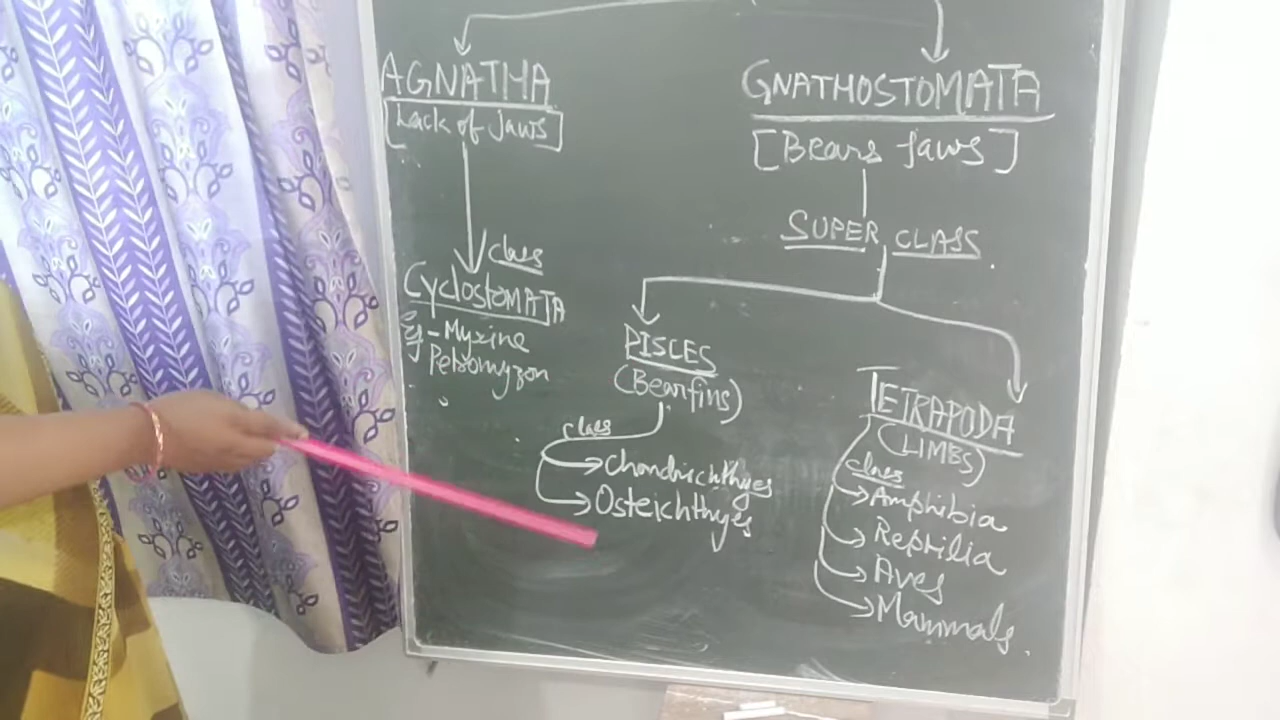 AGNATHA
[Lack of Jaws]
class
CyclostOMATA
Eg - Myxine
Petromyzon
GNATHOSTOMATA
[Bears Jaws]
SUPER CLASS
PISCES
(Bear fins)
class
Chondrichthyes
Osteichthyes
TETRAPODA
(LIMBS)
class
Amphibia
Reptilia
Aves
Mammals.